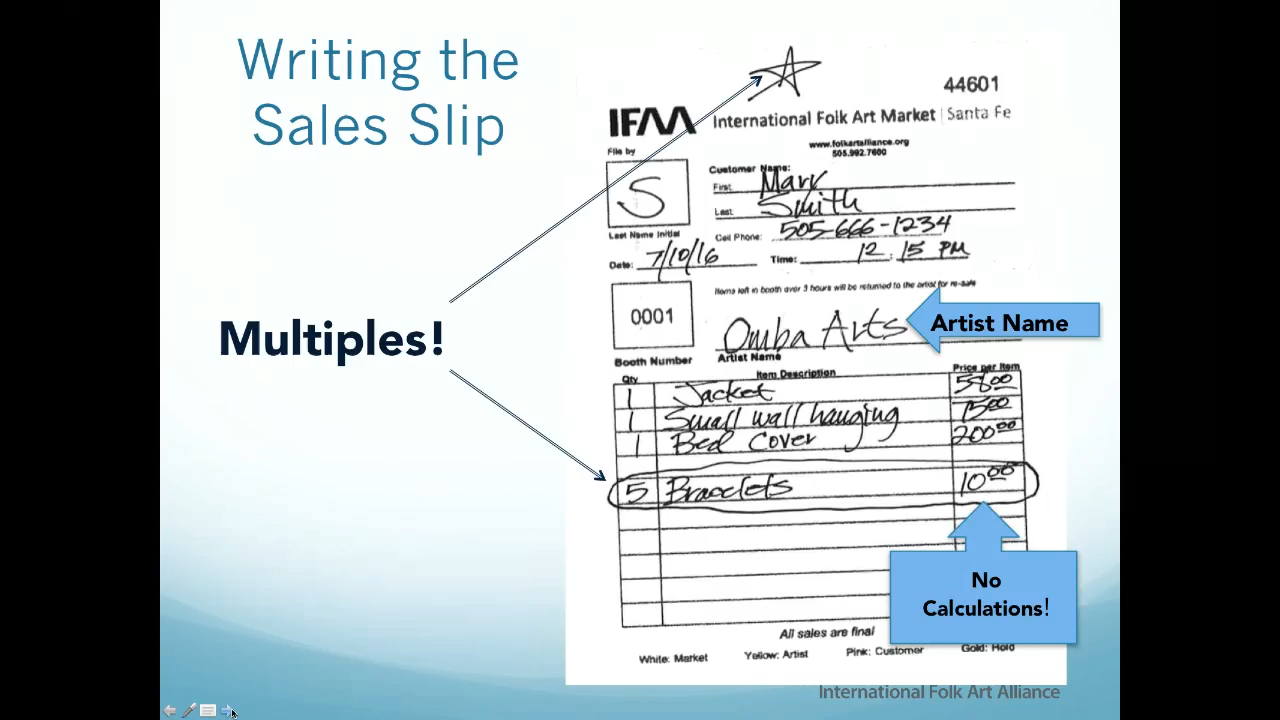 Writing the
Sales Slip
Multiples!
44601
IFAM International Folk Art Market | Santa Fe
www.folkartalliance.org
505.992.7600
File by
S
Last Name Initial
Customer Name:
First: Mary
Last: Smith
Cell Phone: 505-666-1234
Date: 7/10/16 Time: 12:15 PM
Items left in booth over 3 hours will be returned to the artist for re-sale
0001
Booth Number
Omba Arts
Artist Name
Artist Name
Qty Item Description Price per Item
1 Jacket 58.00
1 Small wall hanging 75.00
1 Bed Cover 200.00
5 Bracelets 10.00
No
Calculations!
All sales are final
White: Market Yellow: Artist Pink: Customer Gold: Hold
International Folk Art Alliance